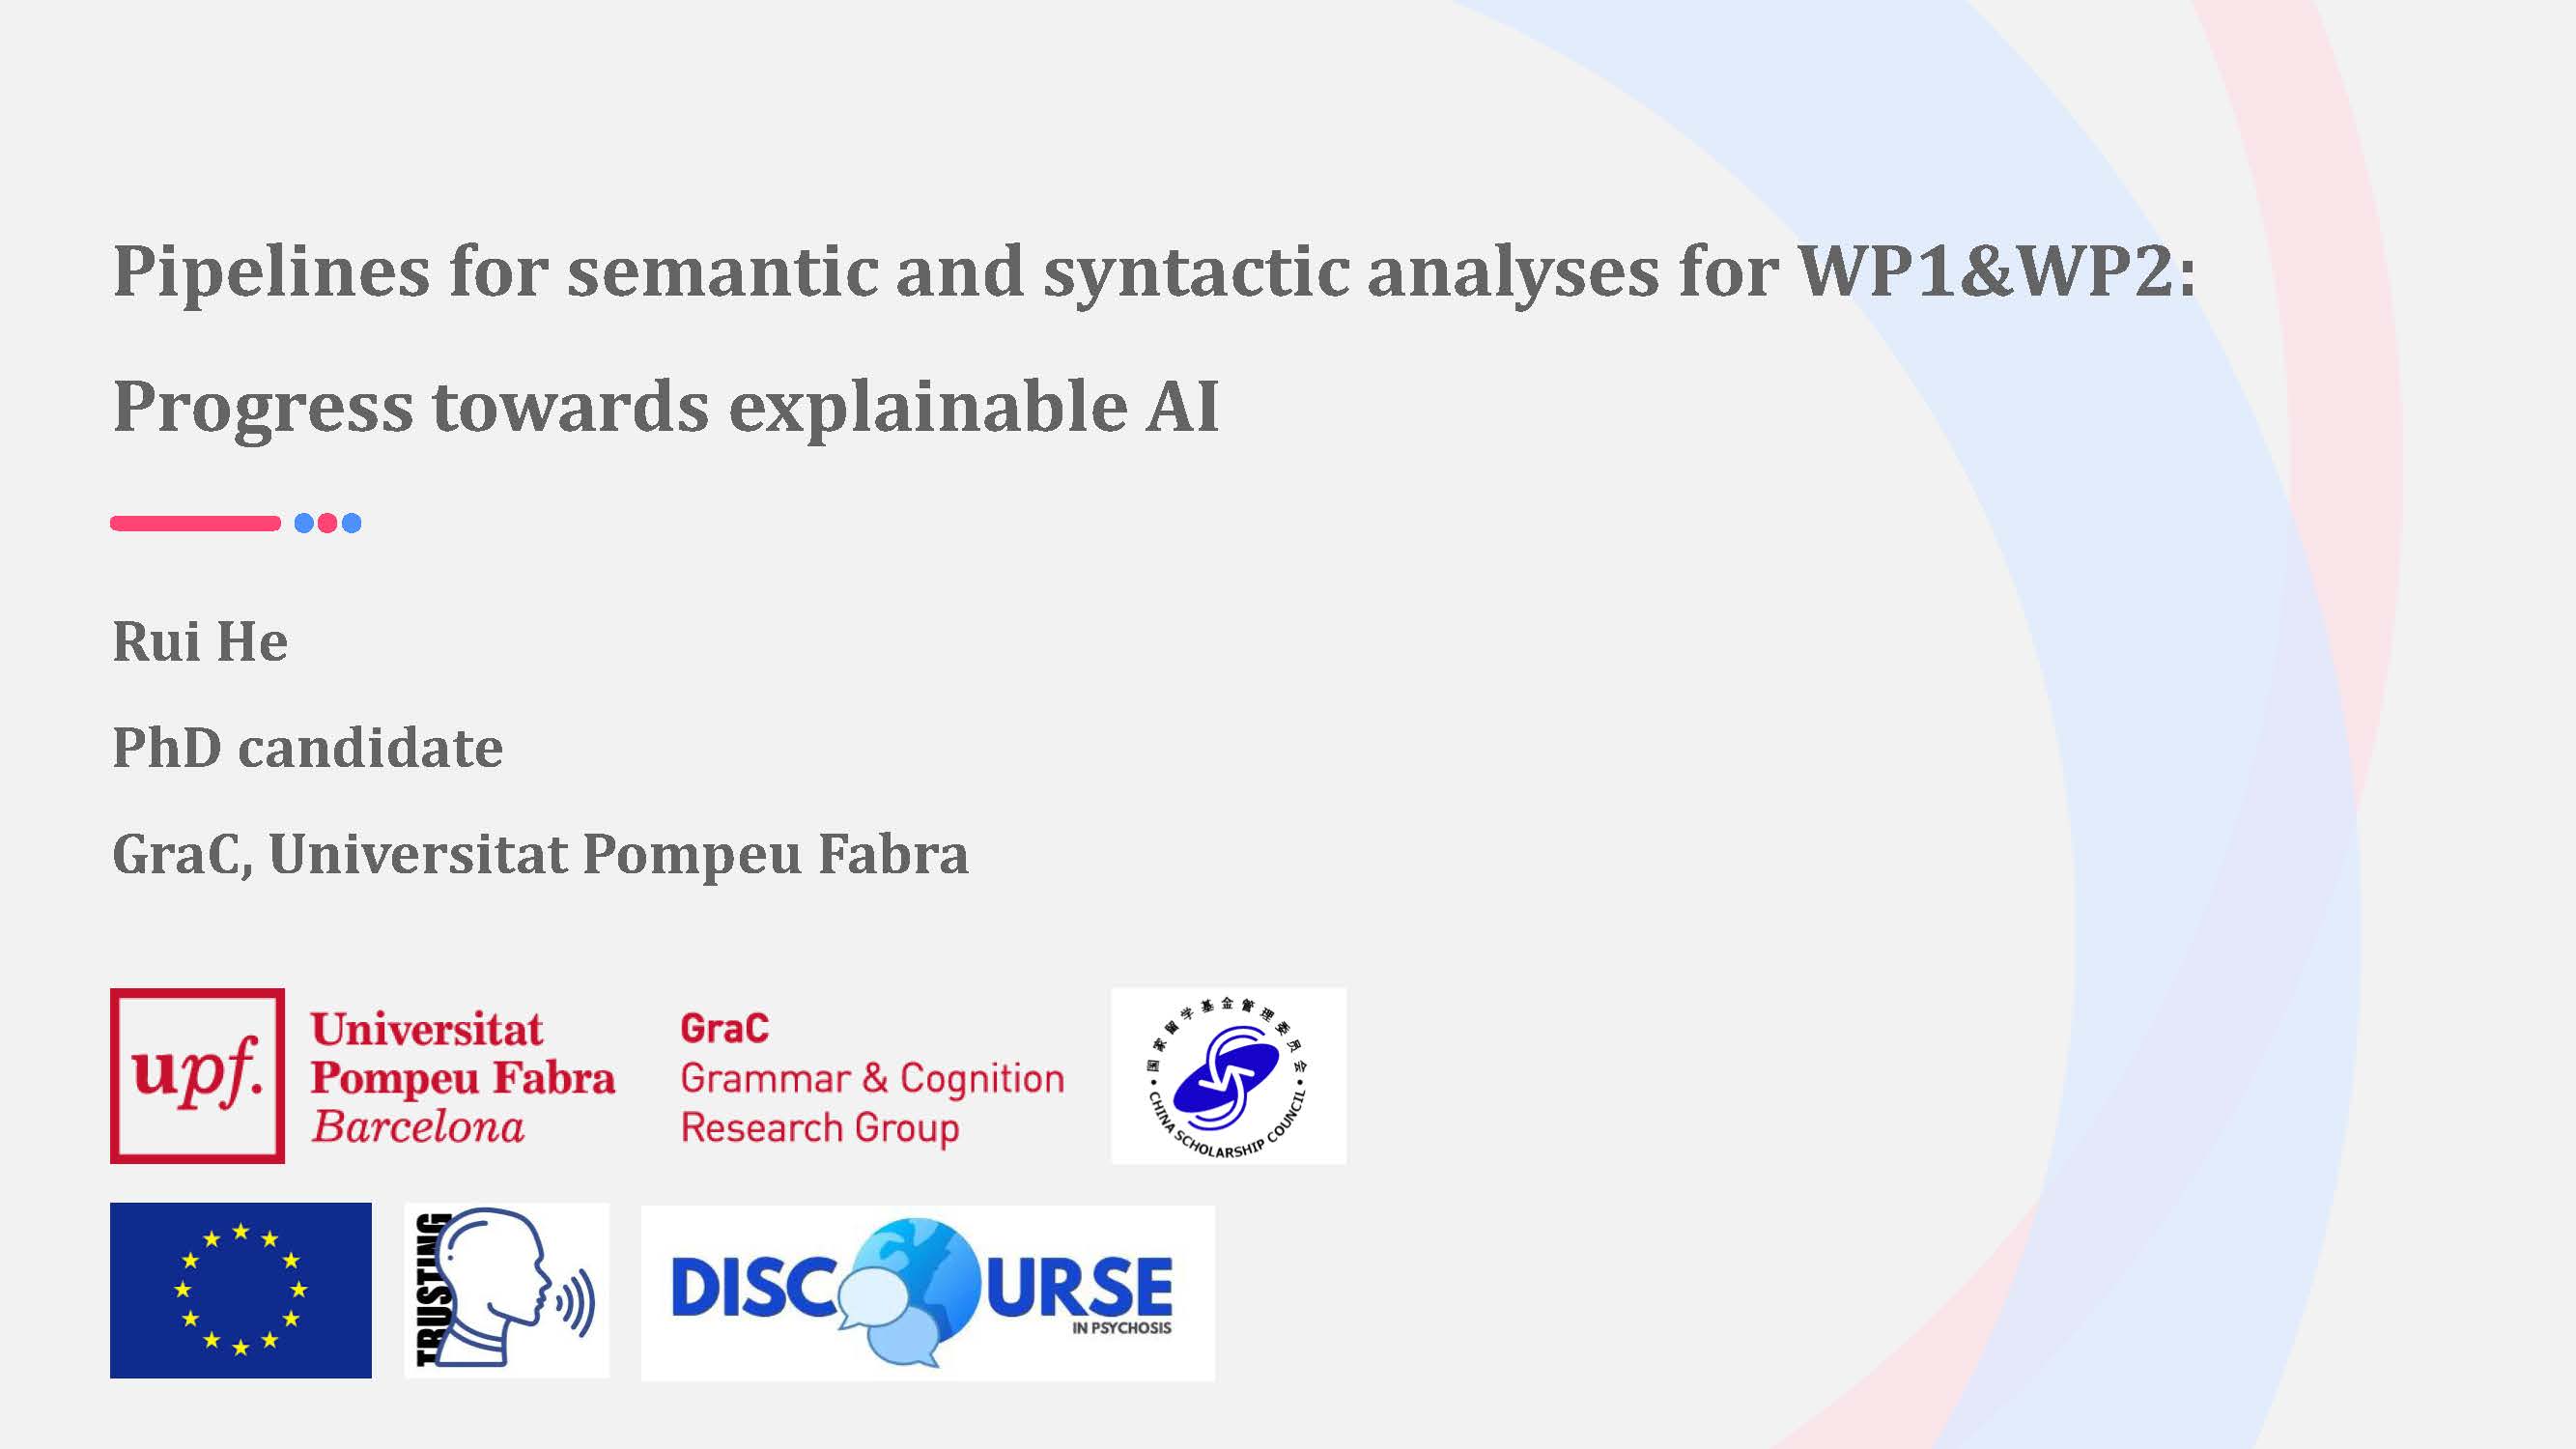 Pipelines for semantic and syntactic analyses for WP1&WP2:
Progress towards explainable AI
Rui He
PhD candidate
GraC, Universitat Pompeu Fabra
upf.
Universitat
Pompeu Fabra
Barcelona
GraC
Grammar & Cognition
Research Group
国家留学基金管理委员会
• CHINA SCHOLARSHIP COUNCIL •
TRUSTING
DISCOURSE
IN PSYCHOSIS